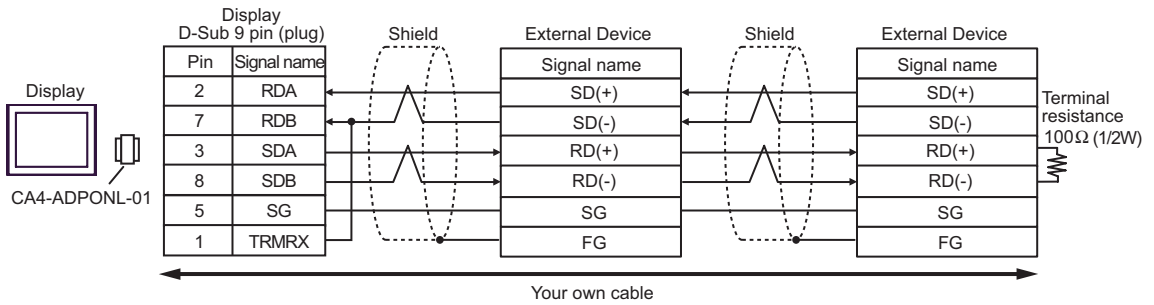 Display
D-Sub 9 pin (plug)
Shield
External Device
Shield
External Device
Pin
Signal name
Signal name
Signal name
Display
2
RDA
SD(+)
SD(+)
Terminal
resistance
100Ω (1/2W)
7
RDB
SD(-)
SD(-)
3
SDA
RD(+)
RD(+)
8
SDB
RD(-)
RD(-)
CA4-ADPONL-01
5
SG
SG
SG
1
TRMRX
FG
FG
Your own cable